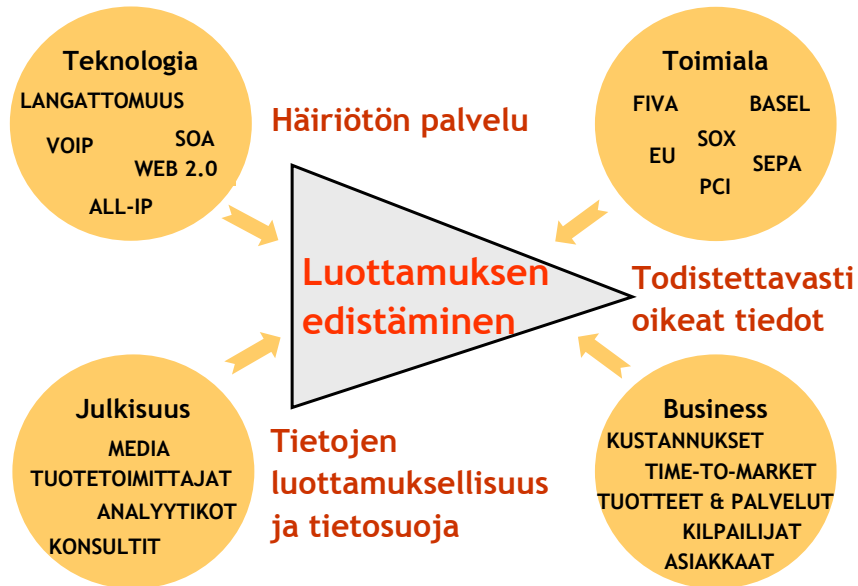 Teknologia
LANGATTOMUUS
VOIP
SOA
WEB 2.0
ALL-IP
Häiriötön palvelu
Toimiala
FIVA
BASEL
SOX
EU
SEPA
PCI
Luottamuksen
edistäminen
Todistettavasti
oikeat tiedot
Julkisuus
MEDIA
TUOTETOIMITTAJAT
ANALYYTIKOT
KONSULTIT
Tietojen
luottamuksellisuus
ja tietosuoja
Business
KUSTANNUKSET
TIME-TO-MARKET
TUOTTEET & PALVELUT
KILPAILIJAT
ASIAKKAAT